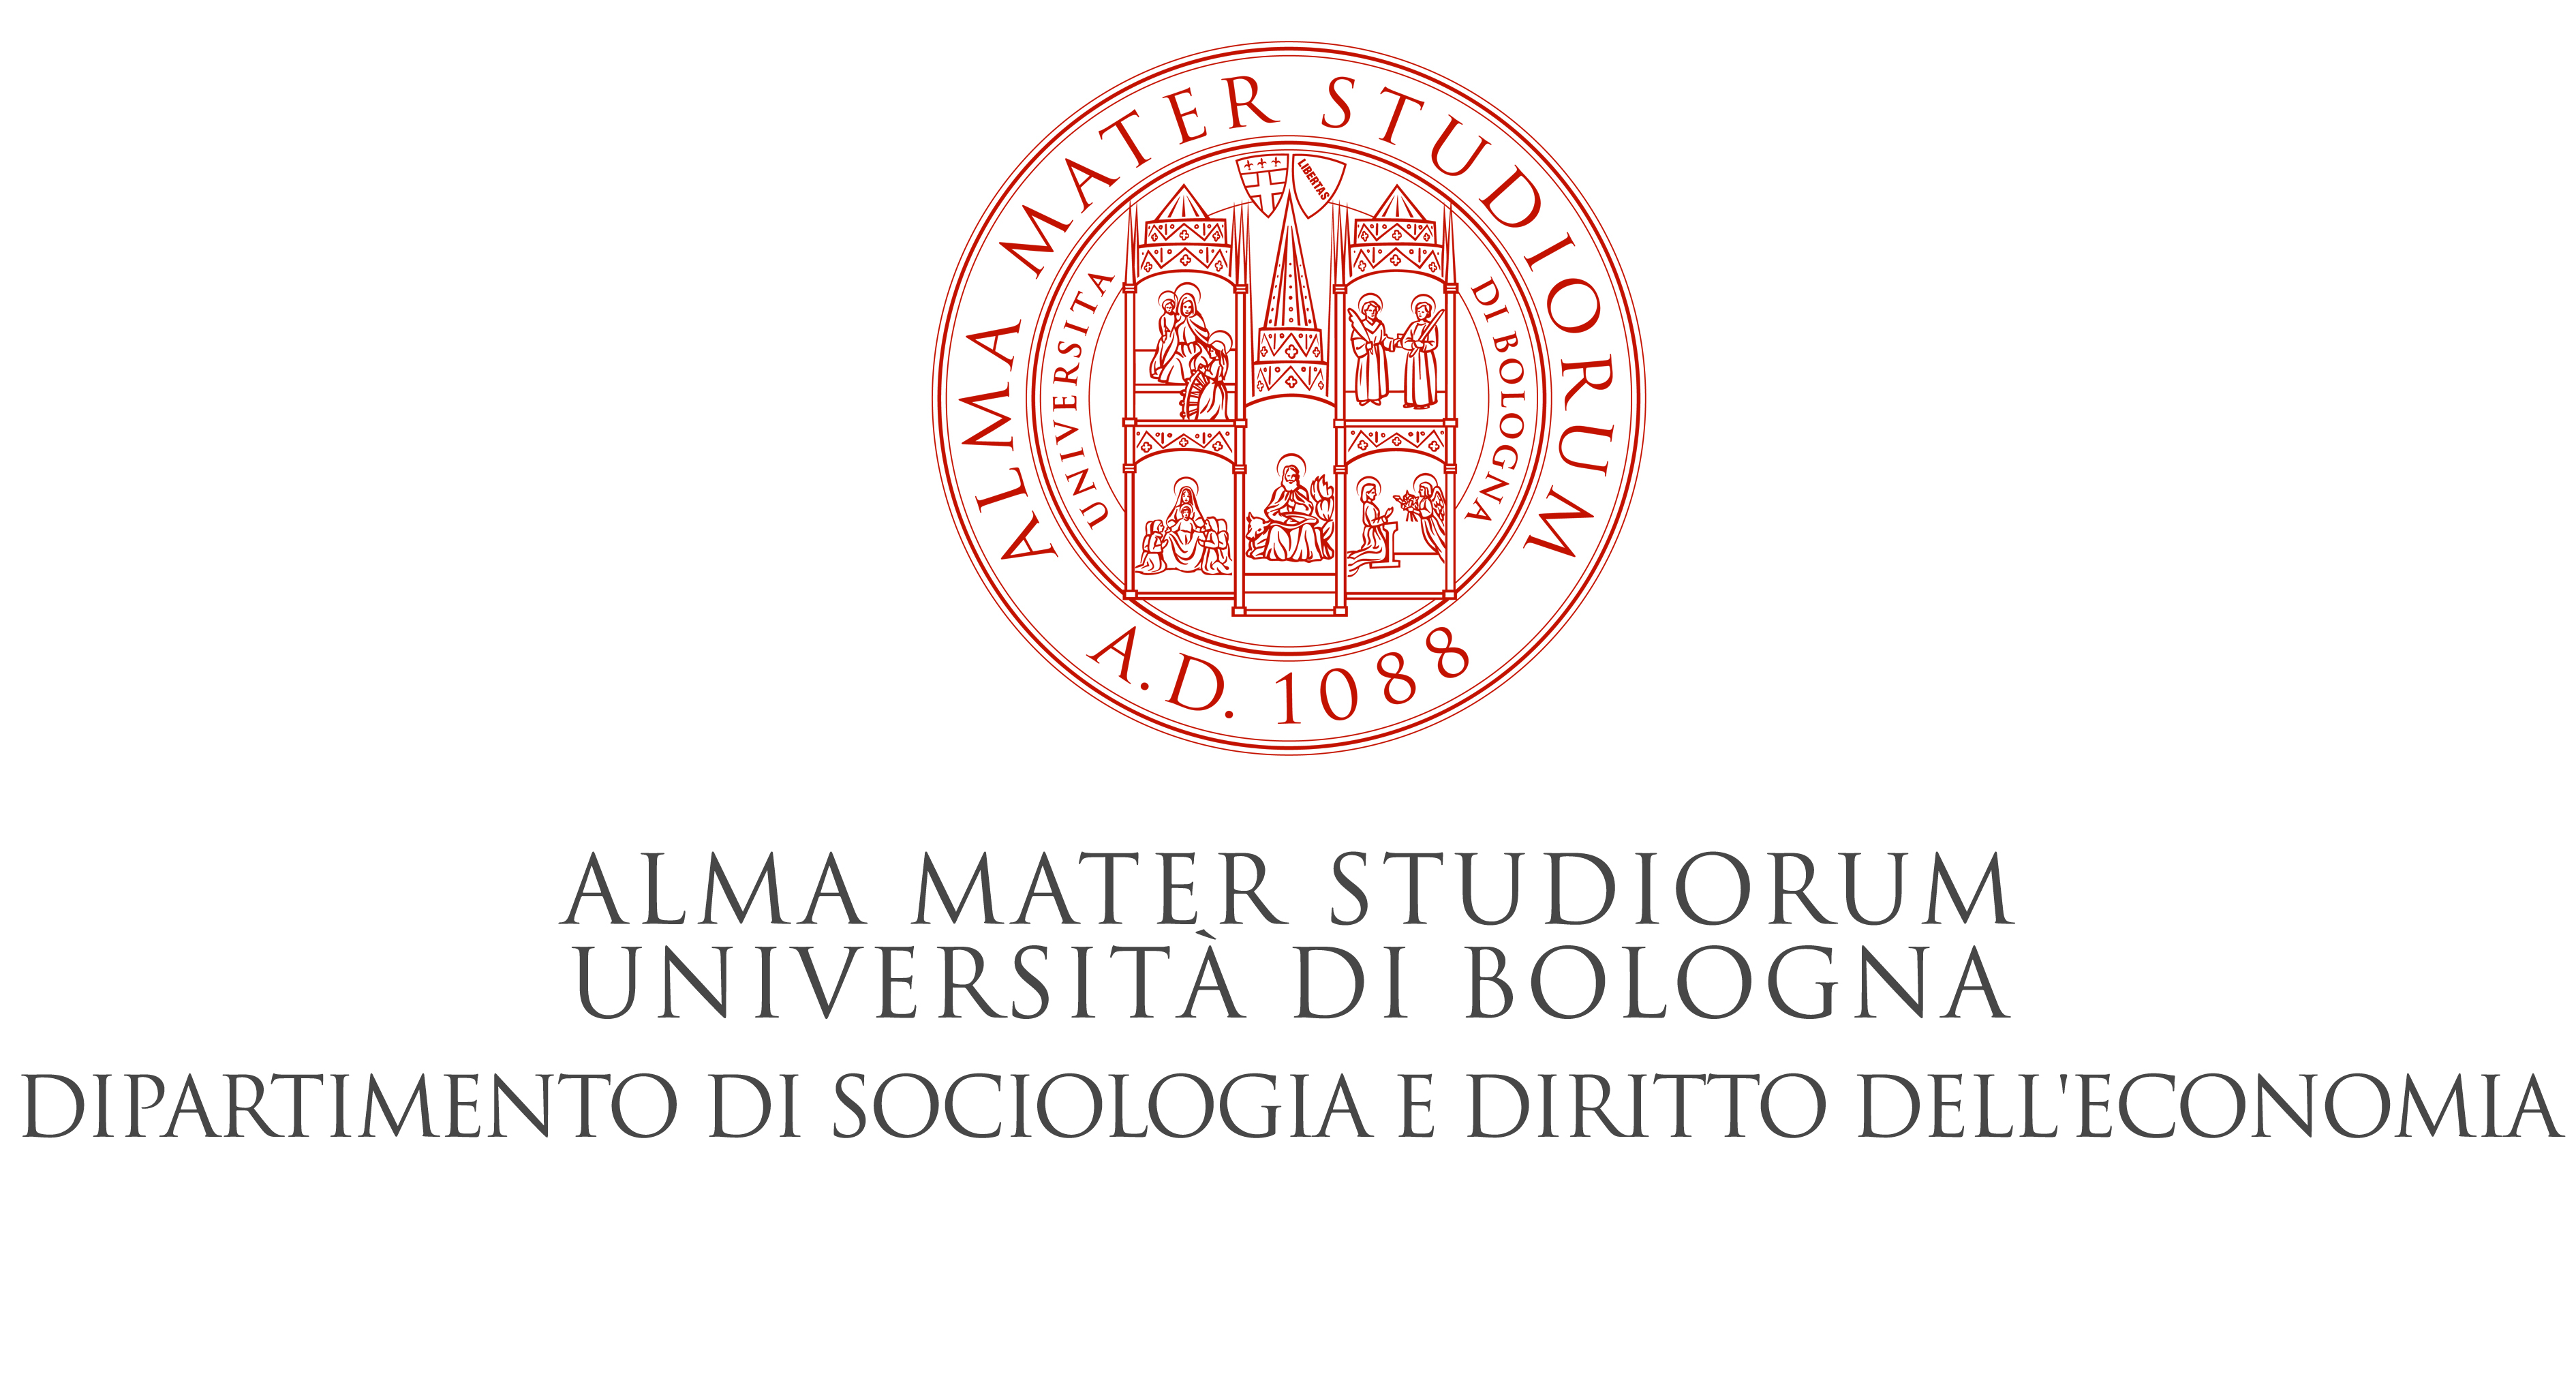 ALMA MATER STUDIORUM
LIBERTAS
UNIVERSITA
DI BOLOGNA
A.D. 1088
ALMA MATER STUDIORUM
UNIVERSITÀ DI BOLOGNA
DIPARTIMENTO DI SOCIOLOGIA E DIRITTO DELL'ECONOMIA